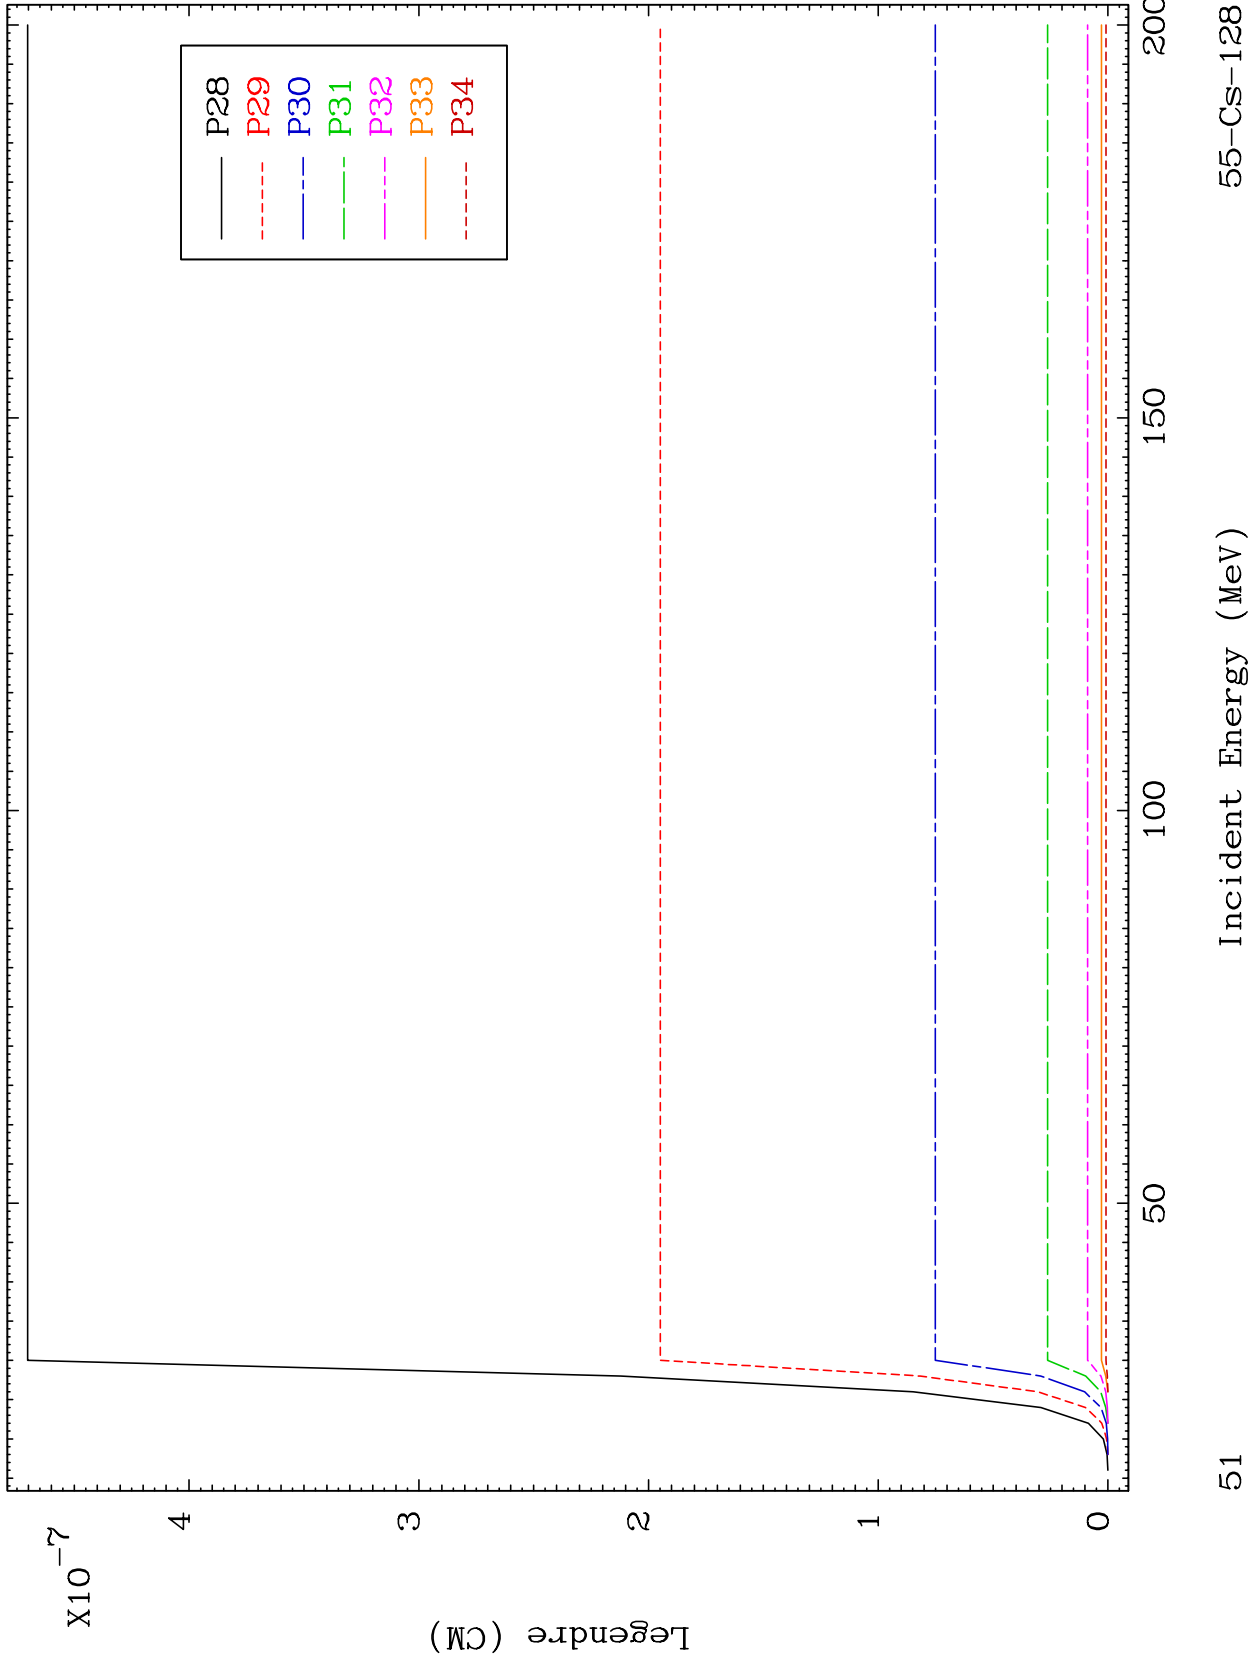 X10-7
Legendre (CM)
4
3
2
1
0
P28
P29
P30
P31
P32
P33
P34
50
100
150
200
Incident Energy (MeV)
51
55-Cs-128